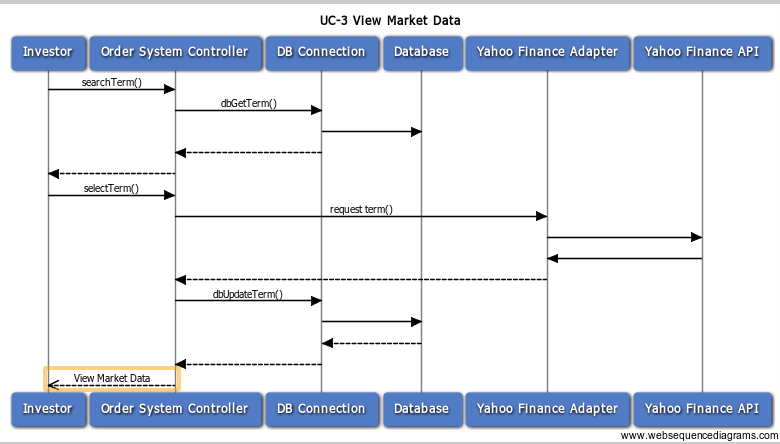 UC-3 View Market Data
Investor Order System Controller DB Connection Database Yahoo Finance Adapter Yahoo Finance API
searchTerm()
dbGetTerm()
selectTerm()
request term()
dbUpdateTerm()
View Market Data
Investor Order System Controller DB Connection Database Yahoo Finance Adapter Yahoo Finance API
www.websequencediagrams.com